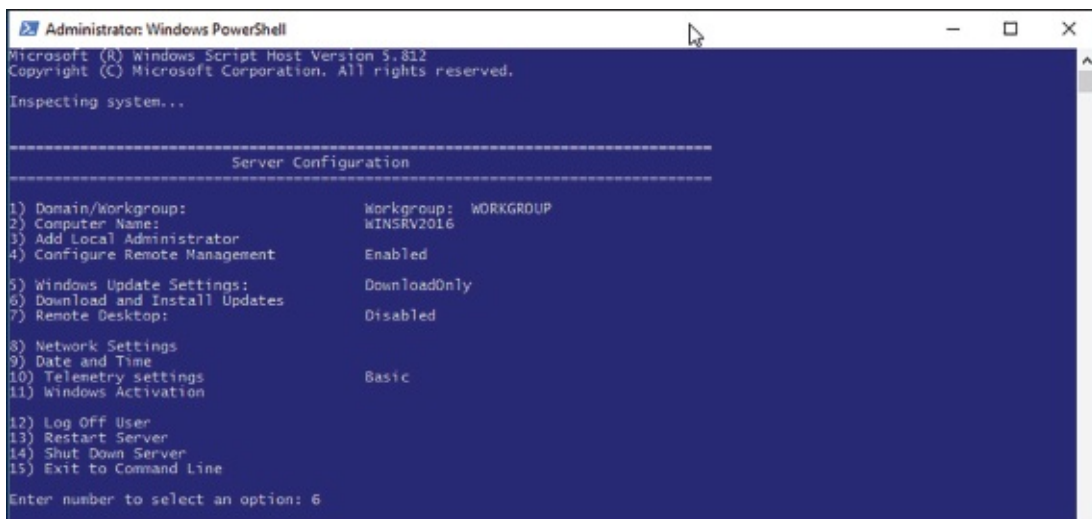 Administrator: Windows PowerShell
Microsoft (R) Windows Script Host Version 5.812
Copyright (C) Microsoft Corporation. All rights reserved.
Inspecting system...
===============================================================================
Server Configuration
===============================================================================
1) Domain/Workgroup: Workgroup: WORKGROUP
2) Computer Name: WINSRV2016
3) Add Local Administrator
4) Configure Remote Management Enabled
5) Windows Update Settings: DownloadOnly
6) Download and Install Updates
7) Remote Desktop: Disabled
8) Network Settings
9) Date and Time
10) Telemetry settings Basic
11) Windows Activation
12) Log Off User
13) Restart Server
14) Shut Down Server
15) Exit to Command Line
Enter number to select an option: 6